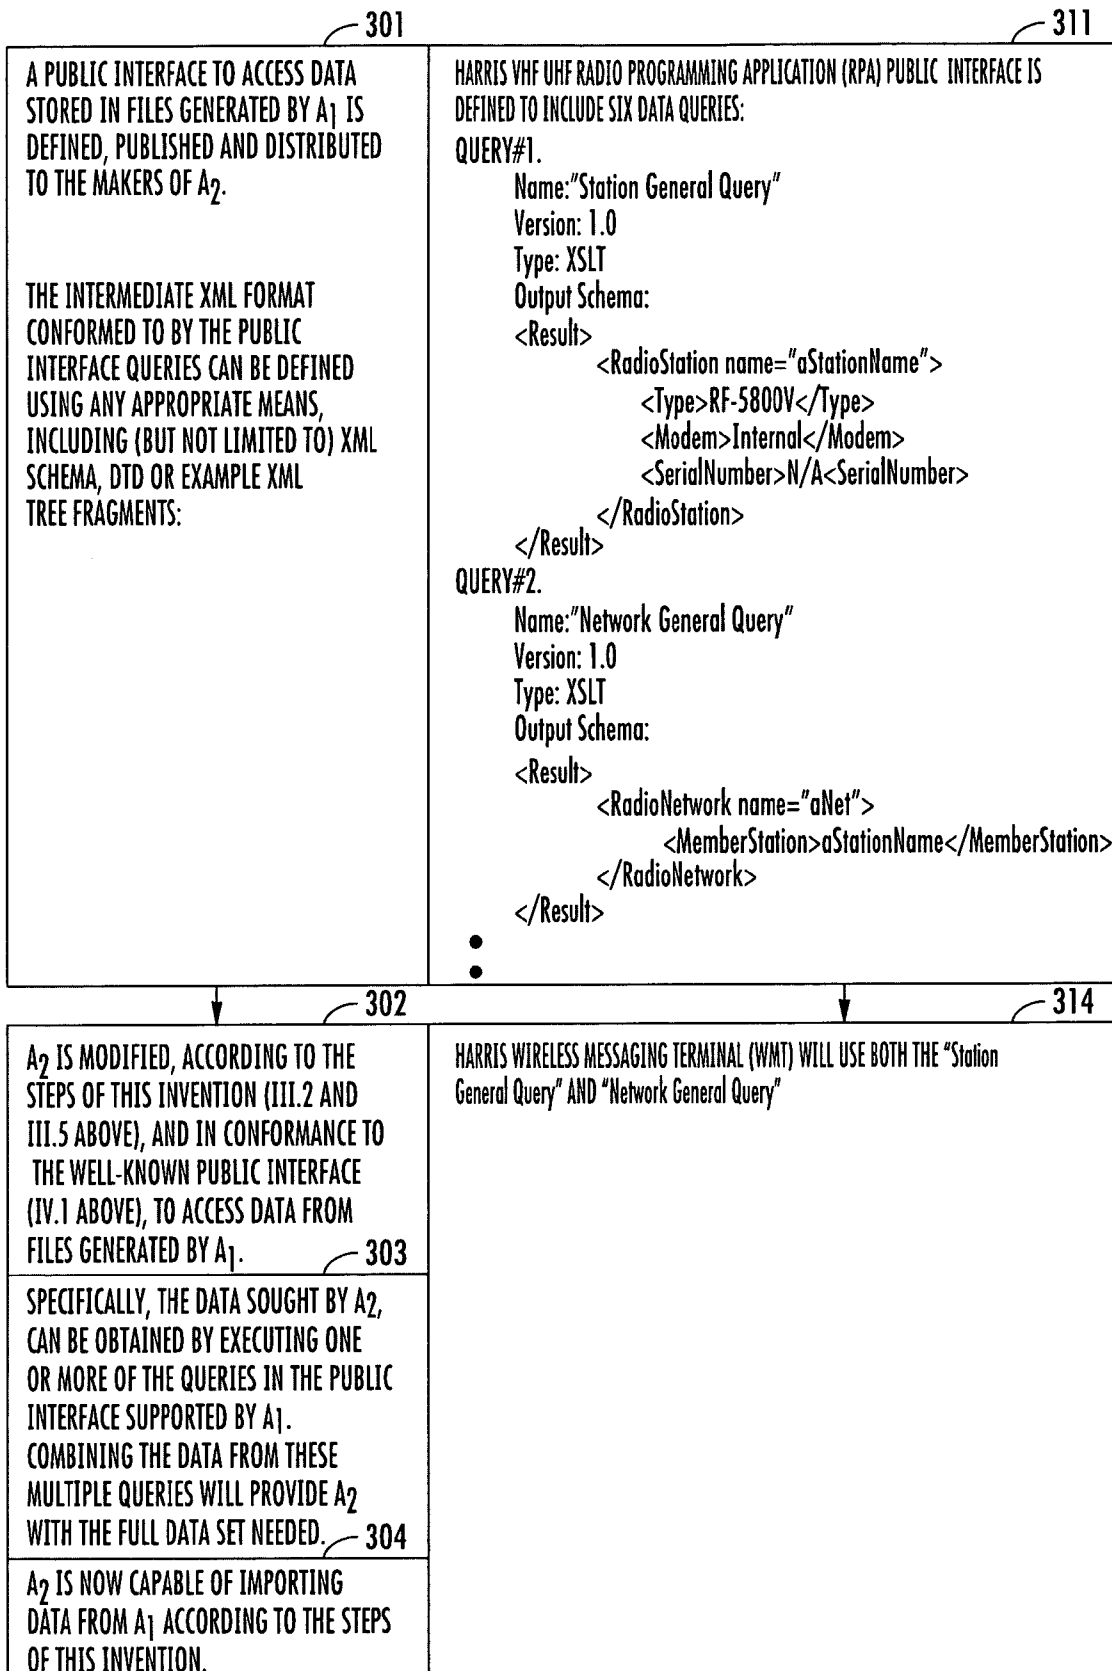 301
A PUBLIC INTERFACE TO ACCESS DATA
STORED IN FILES GENERATED BY A1 IS
DEFINED, PUBLISHED AND DISTRIBUTED
TO THE MAKERS OF A2.
THE INTERMEDIATE XML FORMAT
CONFORMED TO BY THE PUBLIC
INTERFACE QUERIES CAN BE DEFINED
USING ANY APPROPRIATE MEANS,
INCLUDING (BUT NOT LIMITED TO) XML
SCHEMA, DTD OR EXAMPLE XML
TREE FRAGMENTS:
311
HARRIS VHF UHF RADIO PROGRAMMING APPLICATION (RPA) PUBLIC INTERFACE IS
DEFINED TO INCLUDE SIX DATA QUERIES:
QUERY#1.
Name:"Station General Query"
Version: 1.0
Type: XSLT
Output Schema:
<Result>
<RadioStation name="aStationName">
<Type>RF-5800V</Type>
<Modem>Internal</Modem>
<SerialNumber>N/A<SerialNumber>
</RadioStation>
</Result>
QUERY#2.
Name:"Network General Query"
Version: 1.0
Type: XSLT
Output Schema:
<Result>
<RadioNetwork name="aNet">
<MemberStation>aStationName</MemberStation>
</RadioNetwork>
</Result>
302
A2 IS MODIFIED, ACCORDING TO THE
STEPS OF THIS INVENTION (III.2 AND
III.5 ABOVE), AND IN CONFORMANCE TO
THE WELL-KNOWN PUBLIC INTERFACE
(IV.1 ABOVE), TO ACCESS DATA FROM
FILES GENERATED BY A1.
314
HARRIS WIRELESS MESSAGING TERMINAL (WMT) WILL USE BOTH THE "Station
General Query" AND "Network General Query"
303
SPECIFICALLY, THE DATA SOUGHT BY A2,
CAN BE OBTAINED BY EXECUTING ONE
OR MORE OF THE QUERIES IN THE PUBLIC
INTERFACE SUPPORTED BY A1.
COMBINING THE DATA FROM THESE
MULTIPLE QUERIES WILL PROVIDE A2
WITH THE FULL DATA SET NEEDED.
304
A2 IS NOW CAPABLE OF IMPORTING
DATA FROM A1 ACCORDING TO THE STEPS
OF THIS INVENTION.